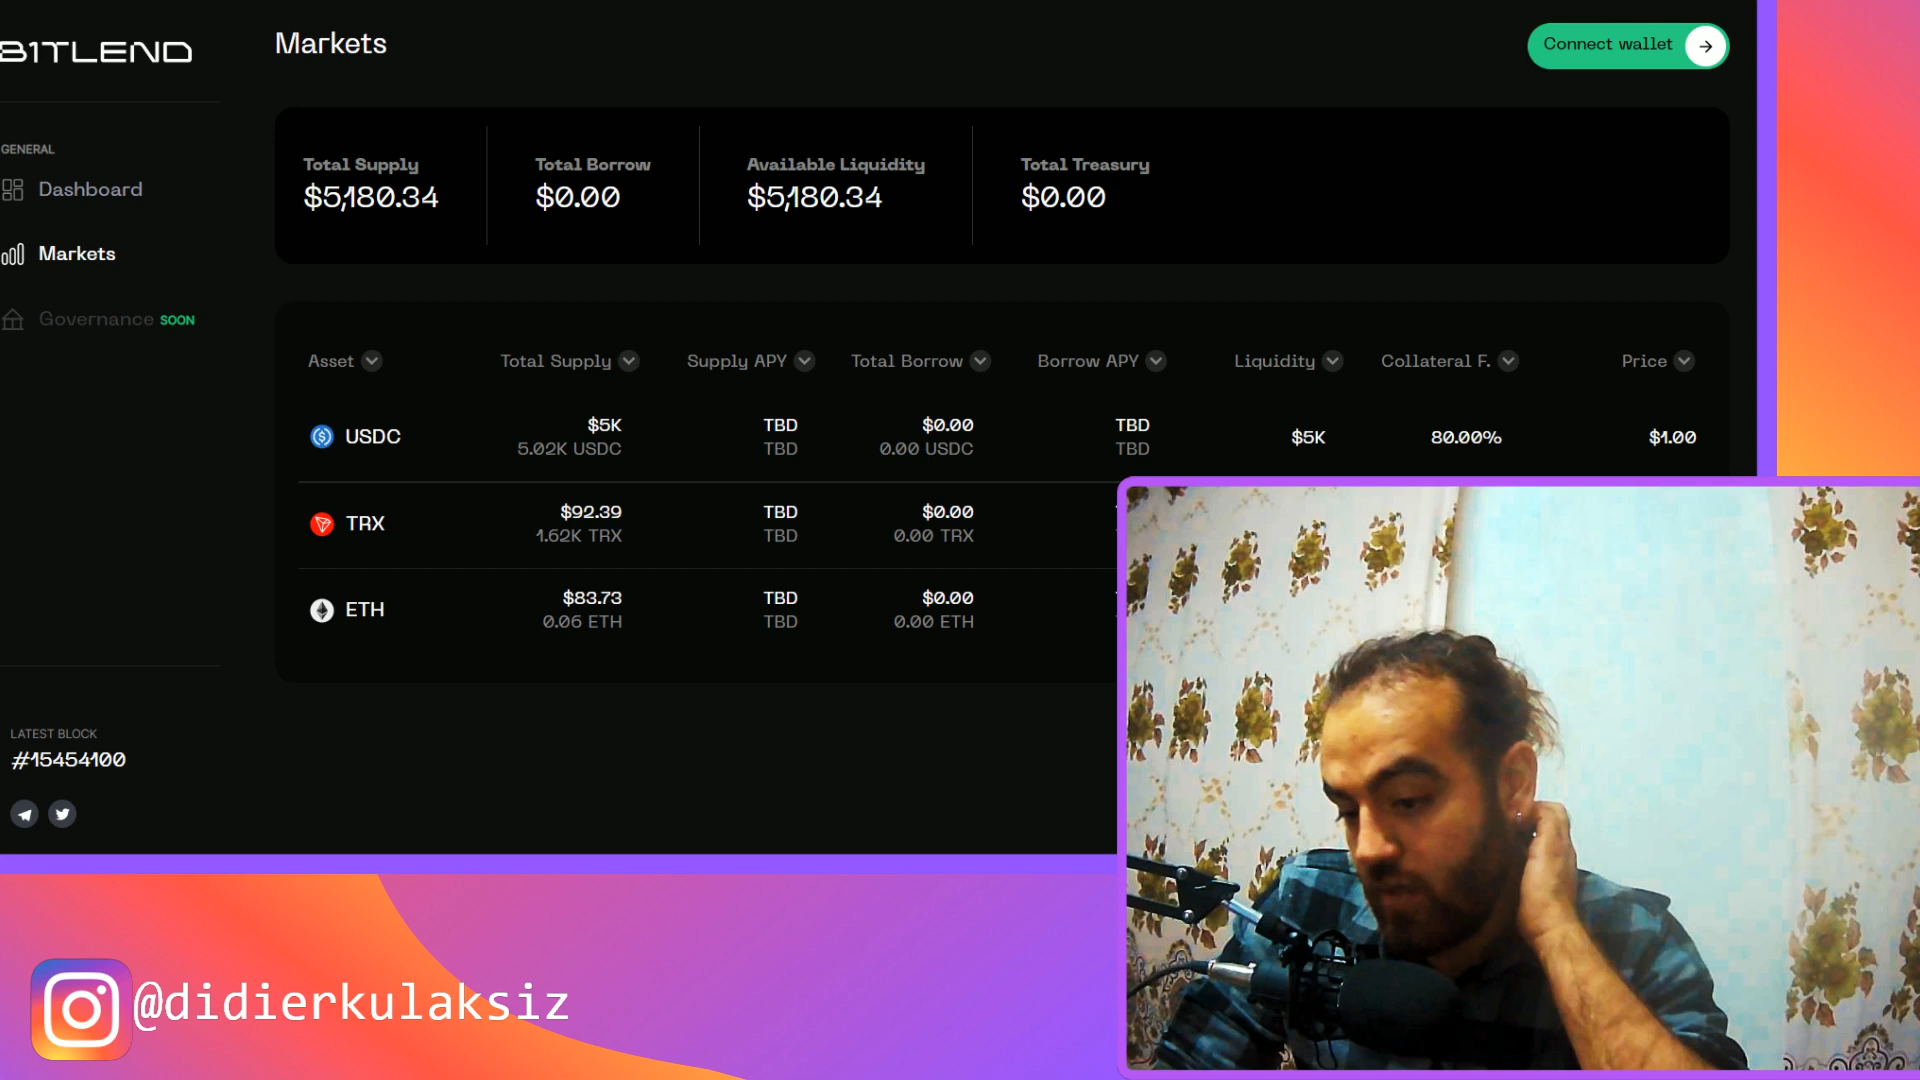 B1TLEND
Markets
Connect wallet
GENERAL
Dashboard
Markets
Governance SOON
Total Supply
$5,180.34
Total Borrow
$0.00
Available Liquidity
$5,180.34
Total Treasury
$0.00
Asset Total Supply Supply APY Total Borrow Borrow APY Liquidity Collateral F. Price
USDC $5K TBD $0.00 TBD $5K 80.00% $1.00
5.02K USDC TBD 0.00 USDC TBD
TRX $92.39 TBD $0.00
1.62K TRX TBD 0.00 TRX
ETH $83.73 TBD $0.00
0.06 ETH TBD 0.00 ETH
LATEST BLOCK
#15454100
@didierkulaksiz